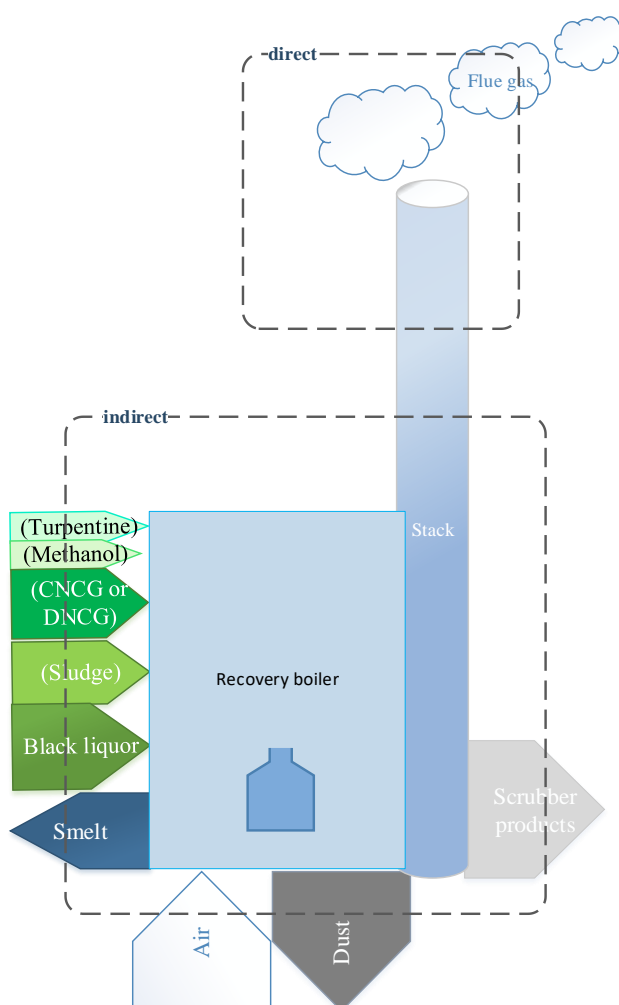 direct
Flue gas
indirect
(Turpentine)
(Methanol)
(CNCG or
DNCG)
(Sludge)
Black liquor
Smelt
Stack
Recovery boiler
Scrubber
products
Air
Dust